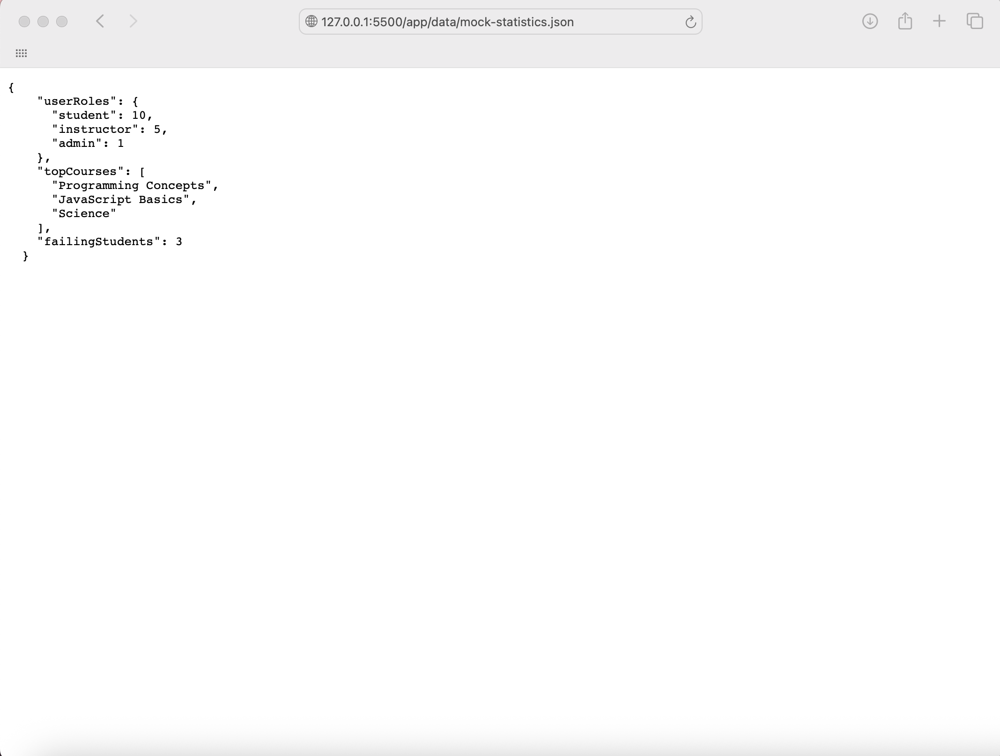 127.0.0.1:5500/app/data/mock-statistics.json
{
    "userRoles": {
      "student": 10,
      "instructor": 5,
      "admin": 1
    },
    "topCourses": [
      "Programming Concepts",
      "JavaScript Basics",
      "Science"
    ],
    "failingStudents": 3
  }